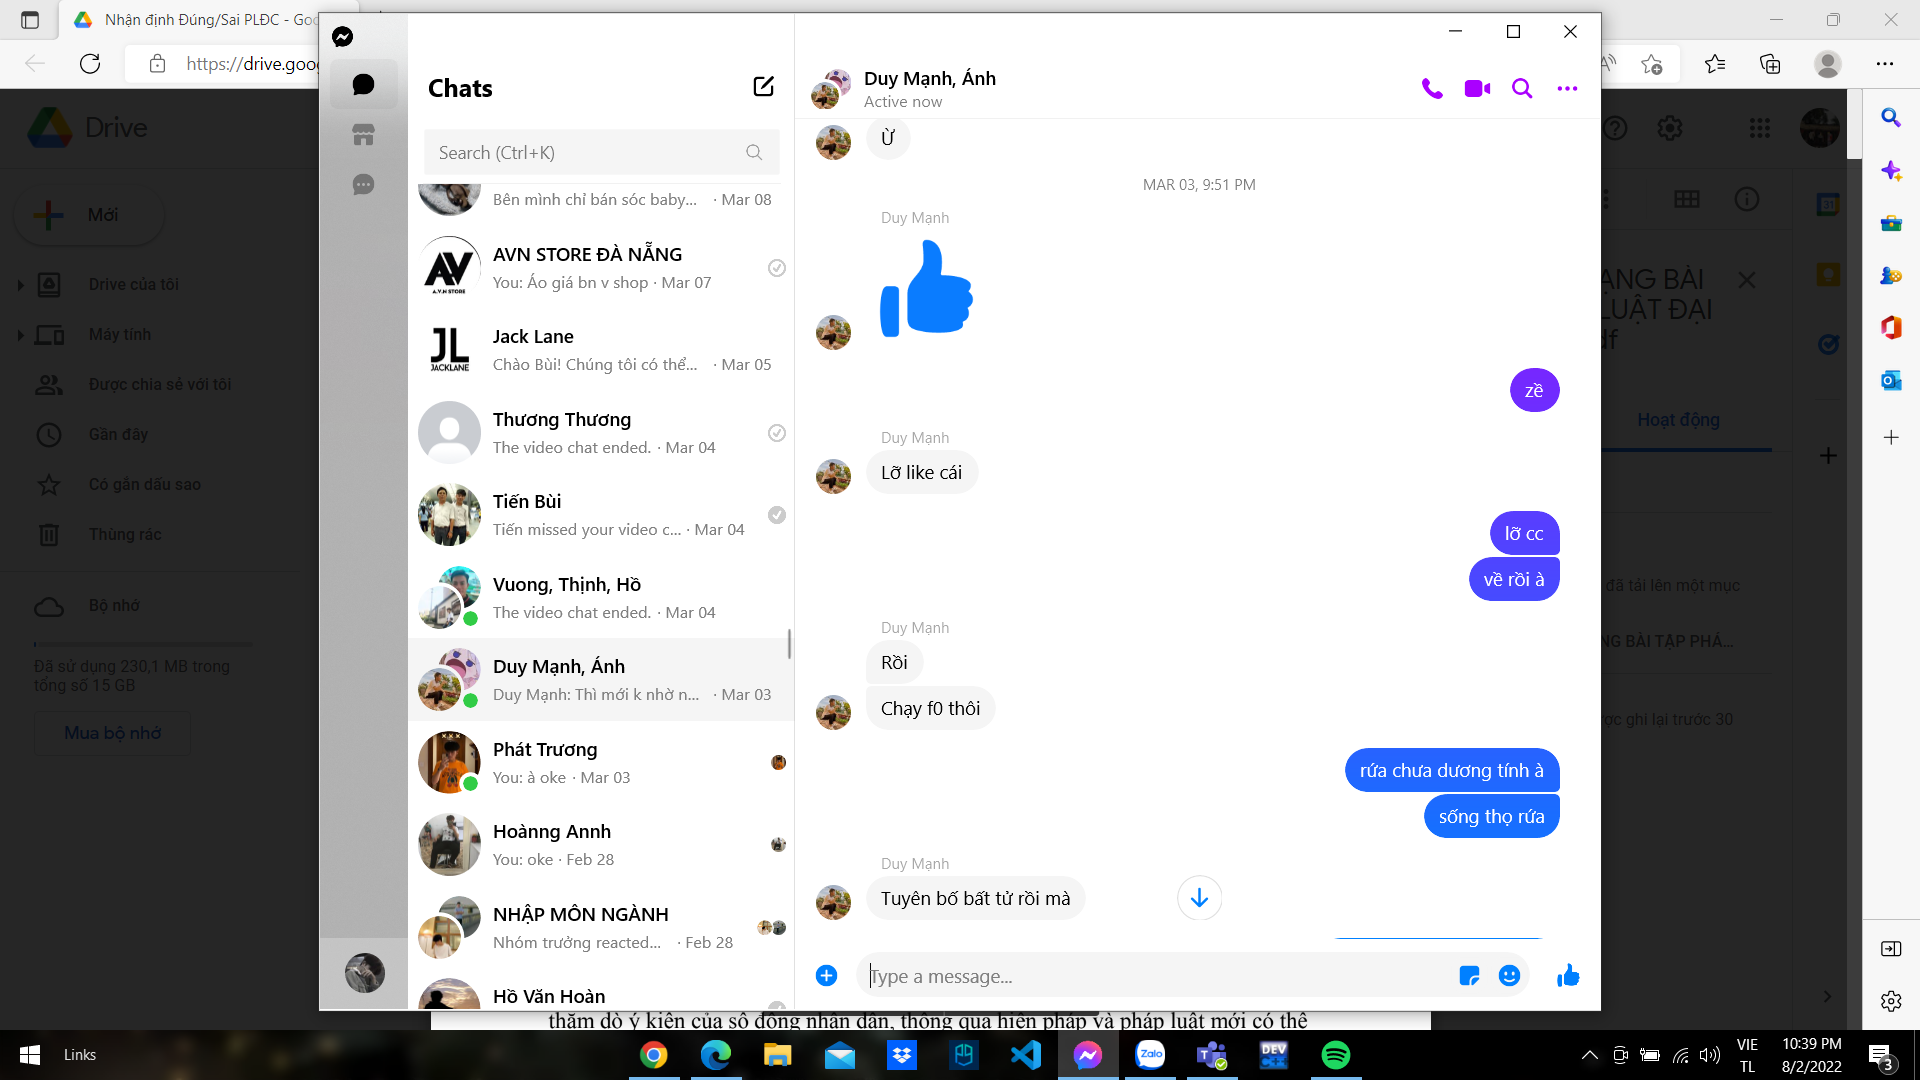 Nhận định Đúng/Sai PLĐC - Goo
https://drive.goog
Drive
Mới
Drive của tôi
Máy tính
Được chia sẻ với tôi
Gần đây
Có gắn dấu sao
Thùng rác
Bộ nhớ
Đã sử dụng 230,1 MB trong
tổng số 15 GB
Mua bộ nhớ
Chats
Search (Ctrl+K)
Bên mình chỉ bán sóc baby... · Mar 08
AVN STORE ĐÀ NẴNG
You: Áo giá bn v shop · Mar 07
AV
A.V.N STORE
Jack Lane
Chào Bùi! Chúng tôi có thể... · Mar 05
JL
JACKLANE
Thương Thương
The video chat ended. · Mar 04
Tiến Bùi
Tiến missed your video c... · Mar 04
Vuong, Thịnh, Hồ
The video chat ended. · Mar 04
Duy Mạnh, Ánh
Duy Mạnh: Thì mới k nhờ n... · Mar 03
Phát Trương
You: à oke · Mar 03
Hoànng Annh
You: oke · Feb 28
NHẬP MÔN NGÀNH
Nhóm trưởng reacted... · Feb 28
Hồ Văn Hoàn
Duy Mạnh, Ánh
Active now
Ừ
MAR 03, 9:51 PM
Duy Mạnh
zề
Duy Mạnh
Lỡ like cái
lỡ cc
về rồi à
Duy Mạnh
Rồi
Chạy f0 thôi
rứa chưa dương tính à
sống thọ rứa
Duy Mạnh
Tuyên bố bất tử rồi mà
Type a message...
ẠNG BÀI
LUẬT ĐẠI
df
Hoạt động
đã tải lên một mục
NG BÀI TẬP PHÁ...
ợc ghi lại trước 30
31
thăm dò ý kiến của số đông nhân dân, thông qua hiến pháp và pháp luật mới có thể
Links
Zalo
DEV
C++
VIE
TL
10:39 PM
8/2/2022
3